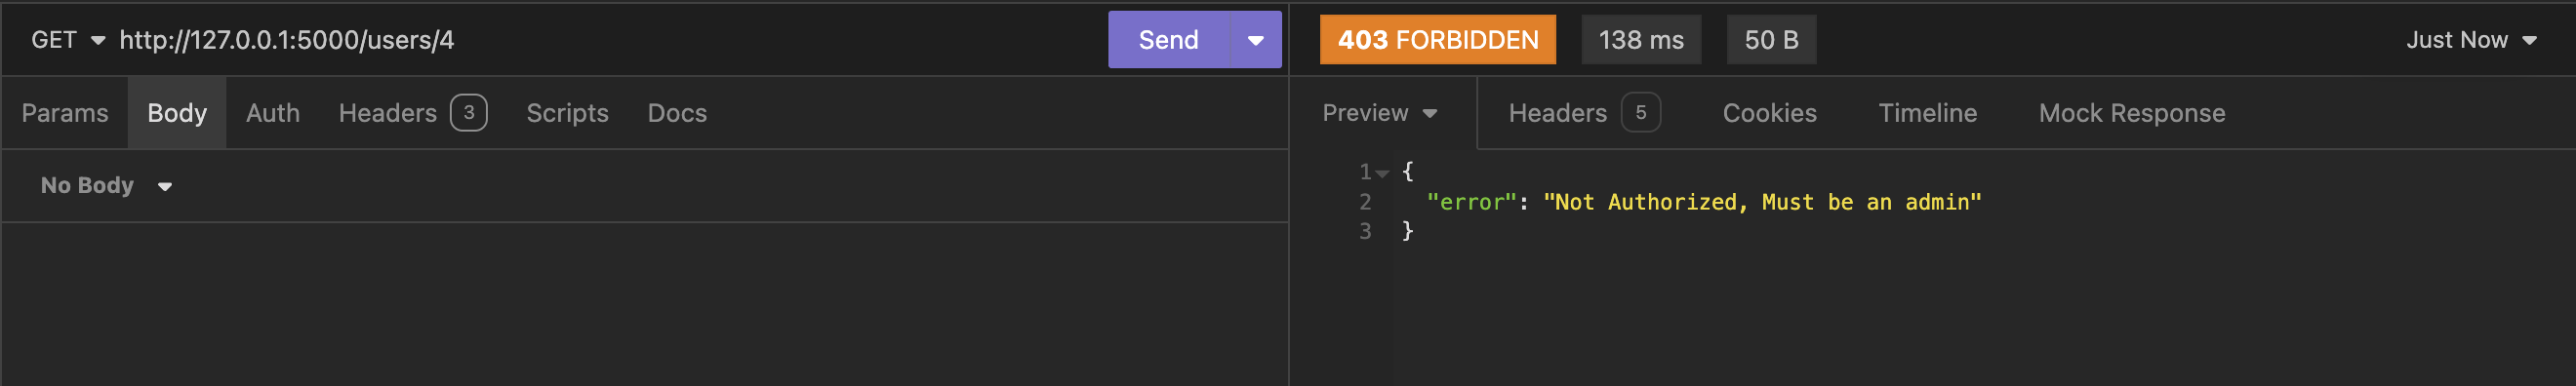 GET http://127.0.0.1:5000/users/4 Send 403 FORBIDDEN 138 ms 50 B Just Now
Params Body Auth Headers 3 Scripts Docs Preview Headers 5 Cookies Timeline Mock Response
No Body
1 {
2 "error": "Not Authorized, Must be an admin"
3 }